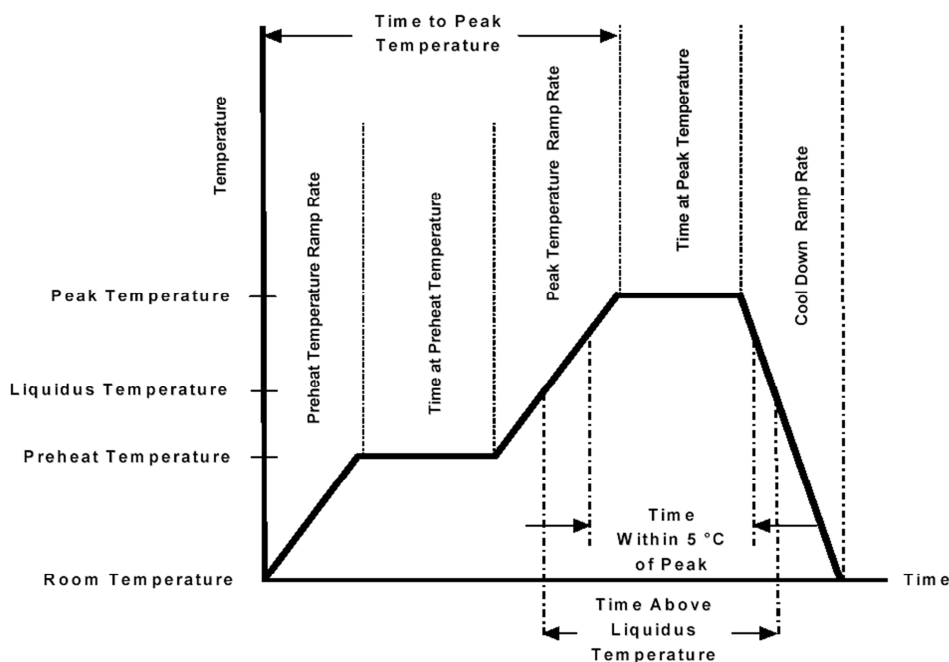 Time to Peak
Temperature
Temperature
Preheat Temperature Ramp Rate
Time at Preheat Temperature
Peak Temperature Ramp Rate
Time at Peak Temperature
Cool Down Ramp Rate
Peak Temperature
Liquidus Temperature
Preheat Temperature
Room Temperature
Time
Within 5 °C
of Peak
Time
Time Above
Liquidus
Temperature